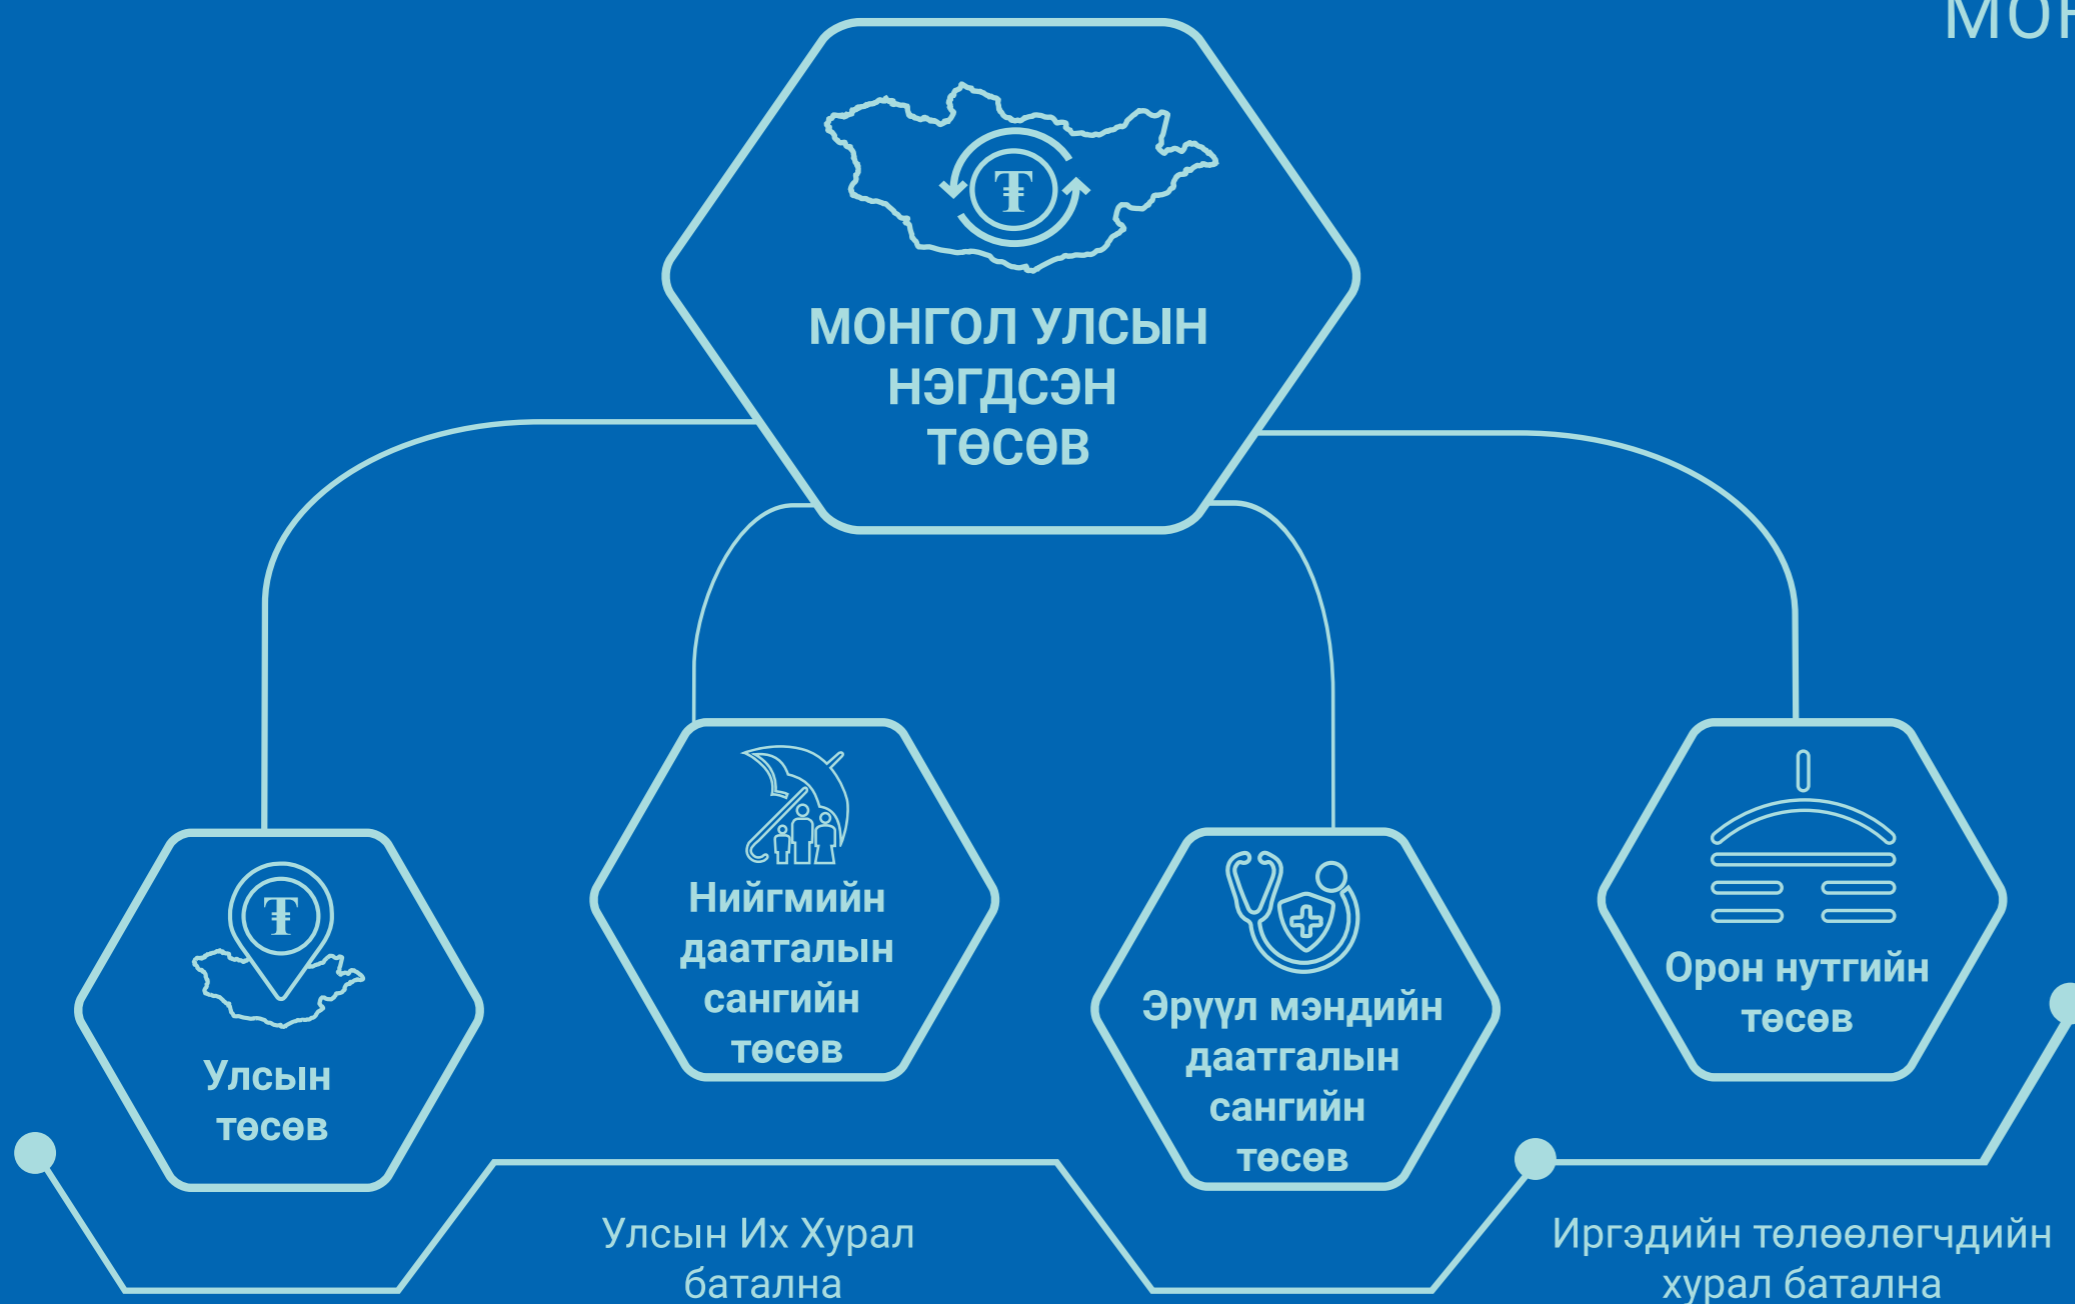 МОНГОЛ УЛСЫН
НЭГДСЭН
ТӨСӨВ
Улсын
төсөв
Нийгмийн
даатгалын
сангийн
төсөв
Эрүүл мэндийн
даатгалын
сангийн
төсөв
Орон нутгийн
төсөв
Улсын Их Хурал
батална
Иргэдийн төлөөлөгчдийн
хурал батална